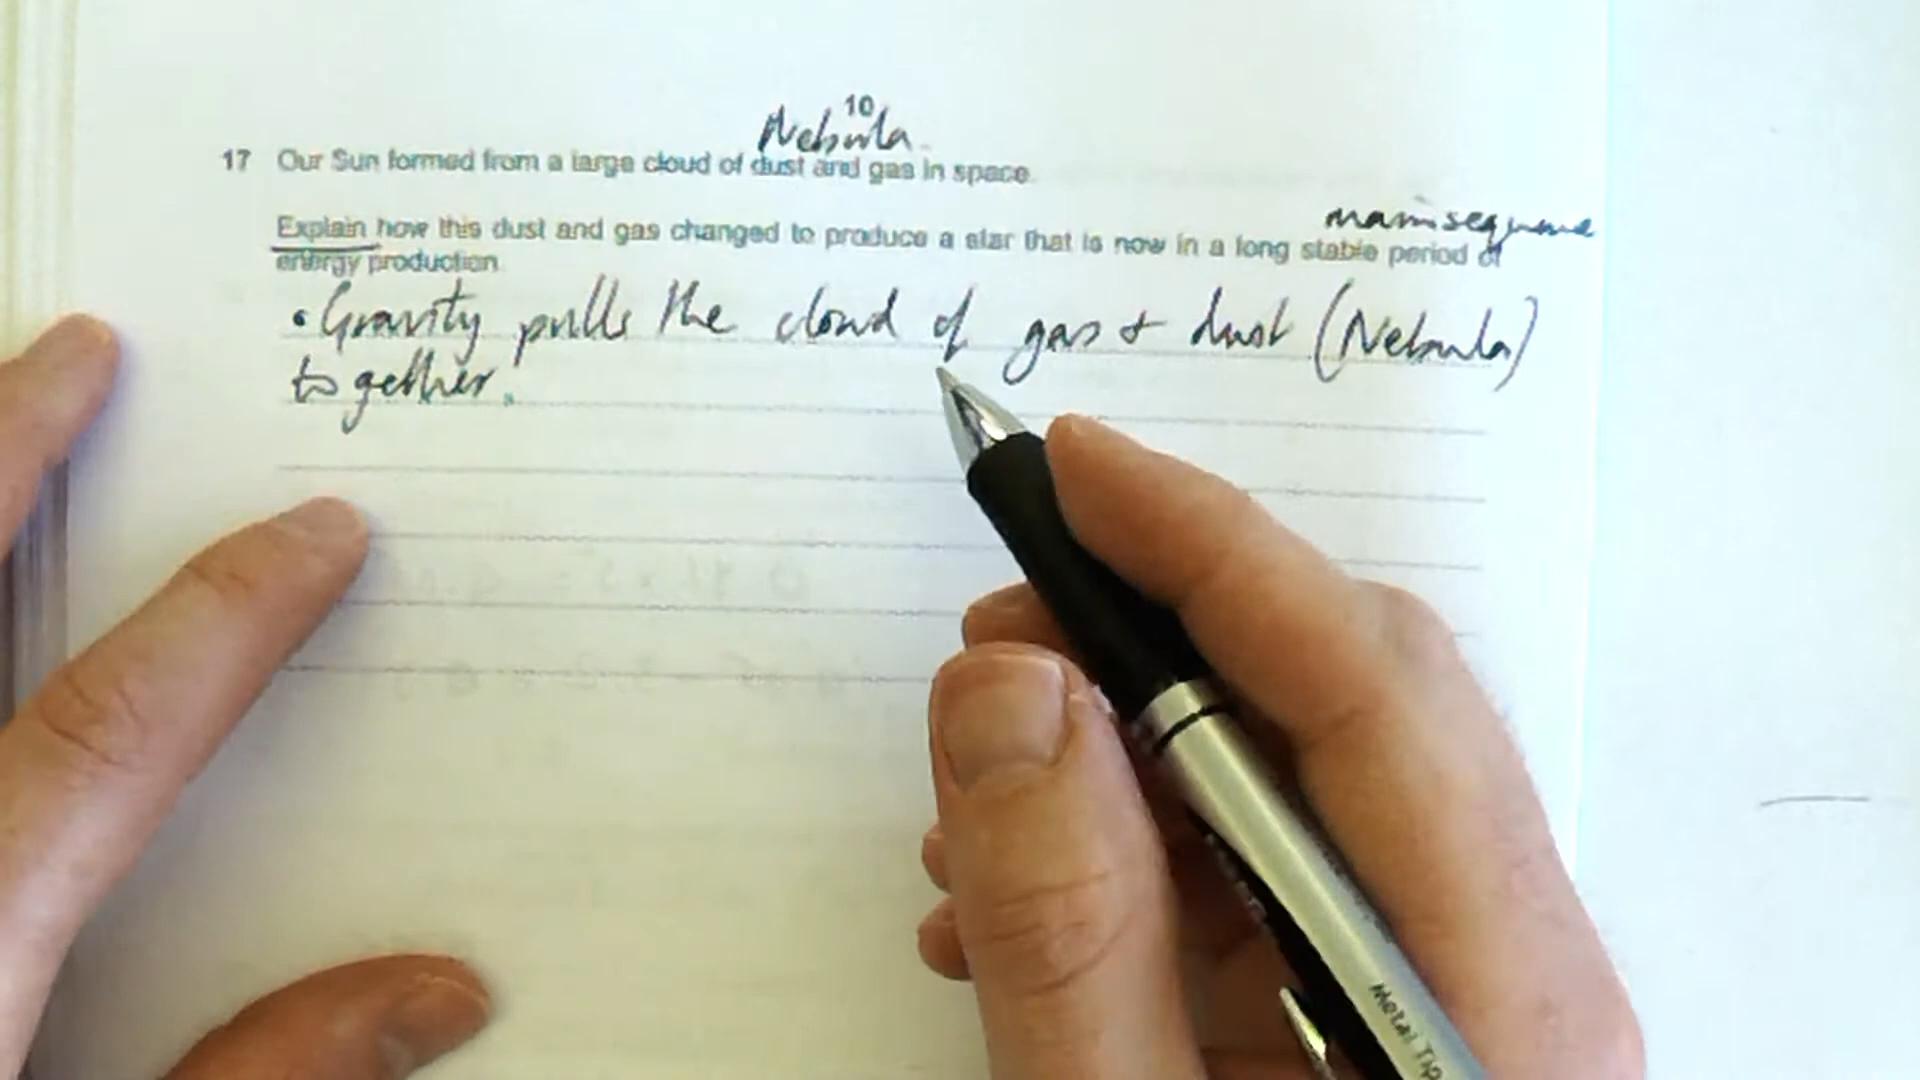 10
Nebula
17 Our Sun formed from a large cloud of dust and gas in space.
main sequence
Explain how this dust and gas changed to produce a star that is now in a long stable period of
energy production.
• Gravity pulls the cloud of gas + dust (Nebula)
together.
Metal Tip